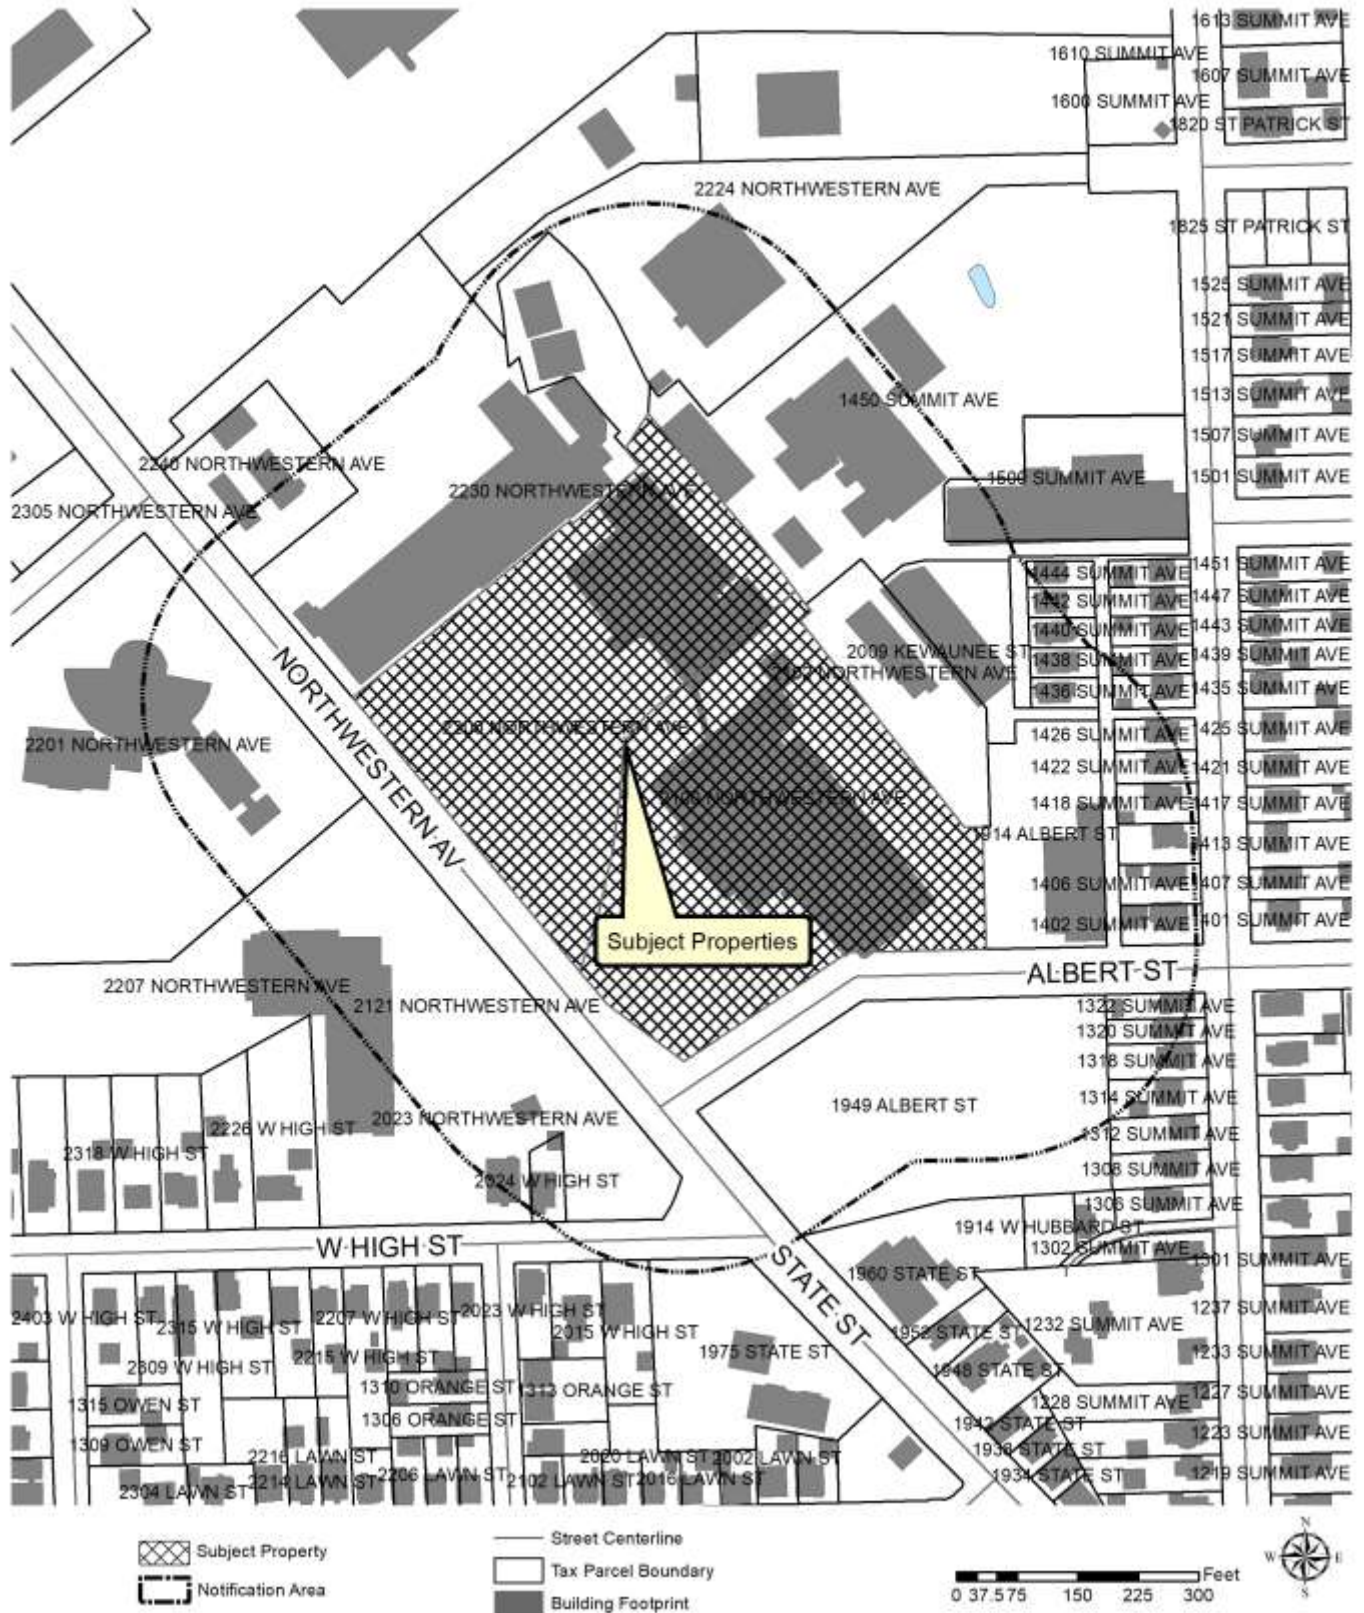 1613 SUMMIT AVE
1610 SUMMIT AVE
1607 SUMMIT AVE
1600 SUMMIT AVE
1820 ST PATRICK ST
2224 NORTHWESTERN AVE
1825 ST PATRICK ST
1525 SUMMIT AVE
1521 SUMMIT AVE
1517 SUMMIT AVE
1513 SUMMIT AVE
1450 SUMMIT AVE
1507 SUMMIT AVE
2240 NORTHWESTERN AVE
1501 SUMMIT AVE
1509 SUMMIT AVE
2230 NORTHWESTERN AVE
2305 NORTHWESTERN AVE
1451 SUMMIT AVE
1444 SUMMIT AVE
1447 SUMMIT AVE
1442 SUMMIT AVE
1443 SUMMIT AVE
1440 SUMMIT AVE
2009 KEWAUNEE ST
1439 SUMMIT AVE
1438 SUMMIT AVE
NORTHWESTERN AVE
1435 SUMMIT AVE
1436 SUMMIT AVE
NORTHWESTERN AV
NORTHWESTERN AVE
1425 SUMMIT AVE
1426 SUMMIT AVE
2201 NORTHWESTERN AVE
1421 SUMMIT AVE
1422 SUMMIT AVE
NORTHWESTERN AVE
1417 SUMMIT AVE
1418 SUMMIT AVE
1914 ALBERT ST
1413 SUMMIT AVE
1406 SUMMIT AVE
1407 SUMMIT AVE
1402 SUMMIT AVE
1401 SUMMIT AVE
Subject Properties
ALBERT ST
2207 NORTHWESTERN AVE
2121 NORTHWESTERN AVE
1322 SUMMIT AVE
1320 SUMMIT AVE
1318 SUMMIT AVE
1314 SUMMIT AVE
1949 ALBERT ST
2023 NORTHWESTERN AVE
2226 W HIGH ST
1312 SUMMIT AVE
2318 W HIGH ST
1308 SUMMIT AVE
2024 W HIGH ST
1306 SUMMIT AVE
1914 W HUBBARD ST
W HIGH ST
1302 SUMMIT AVE
1301 SUMMIT AVE
STATE ST
1960 STATE ST
1237 SUMMIT AVE
2403 W HIGH ST
2315 W HIGH ST
2207 W HIGH ST
2023 W HIGH ST
1232 SUMMIT AVE
2015 W HIGH ST
1952 STATE ST
1975 STATE ST
1233 SUMMIT AVE
2309 W HIGH ST
2215 W HIGH ST
1948 STATE ST
1310 ORANGE ST
1313 ORANGE ST
1227 SUMMIT AVE
1315 OWEN ST
1228 SUMMIT AVE
1306 ORANGE ST
1942 STATE ST
1223 SUMMIT AVE
1309 OWEN ST
1938 STATE ST
2216 LAWN ST
2020 LAWN ST
2002 LAWN ST
1934 STATE ST
1219 SUMMIT AVE
2304 LAWN ST
2214 LAWN ST
2206 LAWN ST
2102 LAWN ST
2016 LAWN ST
Subject Property
Notification Area
Street Centerline
Tax Parcel Boundary
Building Footprint
Feet
0 37.5 75 150 225 300
N
W E
S